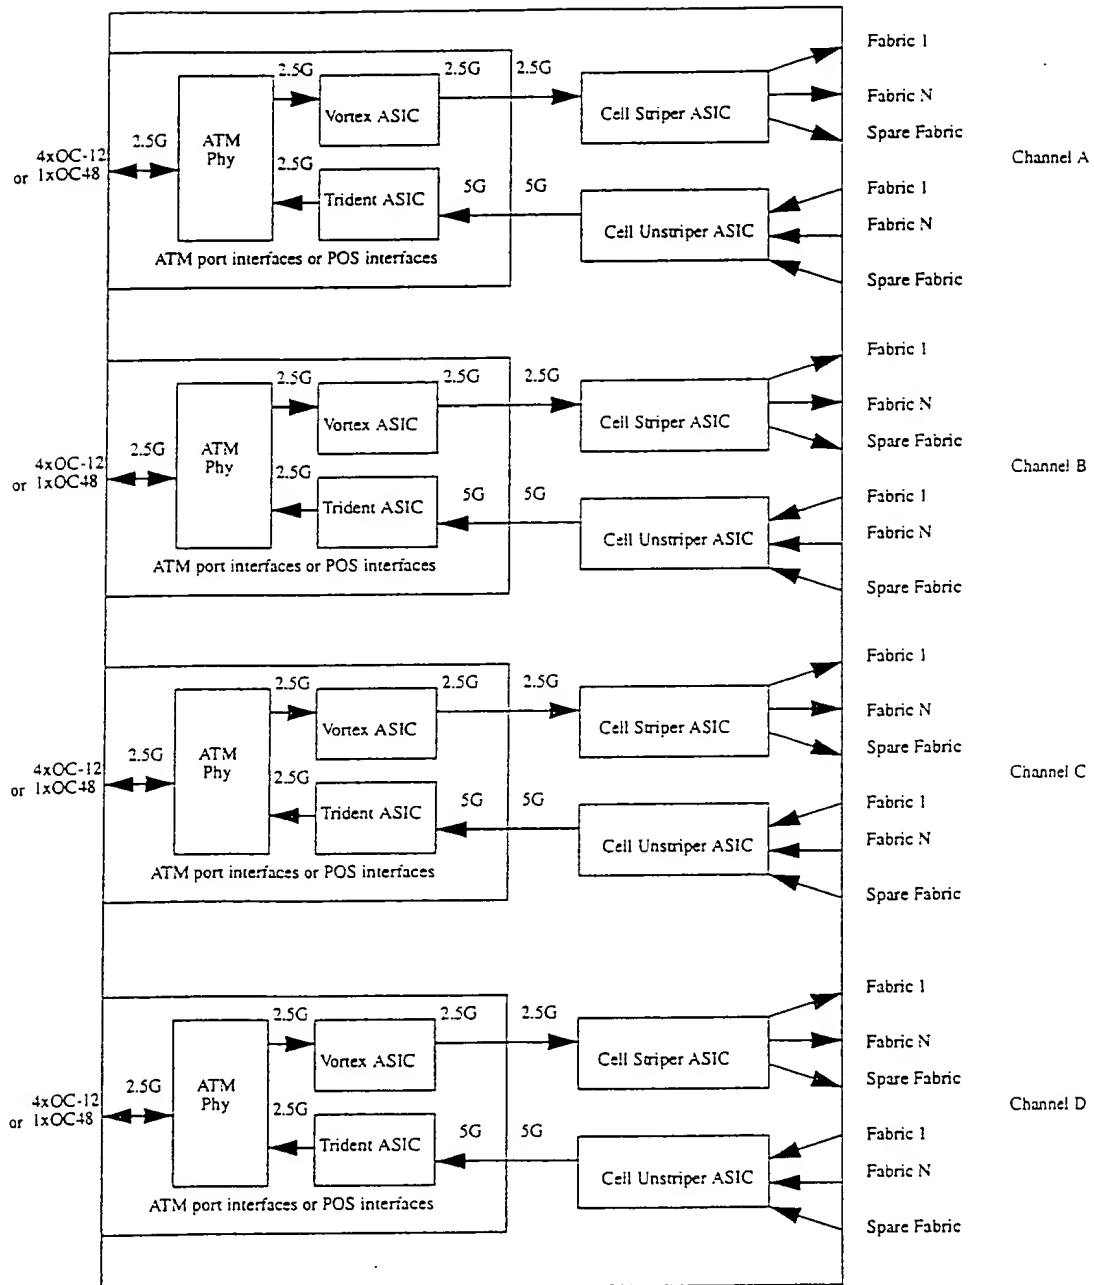 Fabric 1
2.5G 2.5G 2.5G
Fabric N
Vortex ASIC
Cell Striper ASIC
Spare Fabric
ATM
Phy
2.5G
4xOC-12
or 1xOC48
2.5G
Channel A
Fabric 1
5G 5G
Trident ASIC
Fabric N
Cell Unstriper ASIC
ATM port interfaces or POS interfaces
Spare Fabric
Fabric 1
2.5G 2.5G 2.5G
Fabric N
Vortex ASIC
Cell Striper ASIC
Spare Fabric
ATM
Phy
2.5G
4xOC-12
or 1xOC48
2.5G
Channel B
Fabric 1
5G 5G
Trident ASIC
Fabric N
Cell Unstriper ASIC
ATM port interfaces or POS interfaces
Spare Fabric
Fabric 1
2.5G 2.5G 2.5G
Fabric N
Vortex ASIC
Cell Striper ASIC
Spare Fabric
ATM
Phy
2.5G
4xOC-12
or 1xOC48
2.5G
Channel C
Fabric 1
5G 5G
Trident ASIC
Fabric N
Cell Unstriper ASIC
ATM port interfaces or POS interfaces
Spare Fabric
Fabric 1
2.5G 2.5G 2.5G
Fabric N
Vortex ASIC
Cell Striper ASIC
Spare Fabric
ATM
Phy
2.5G
4xOC-12
or 1xOC48
2.5G
Channel D
Fabric 1
5G 5G
Trident ASIC
Fabric N
Cell Unstriper ASIC
ATM port interfaces or POS interfaces
Spare Fabric